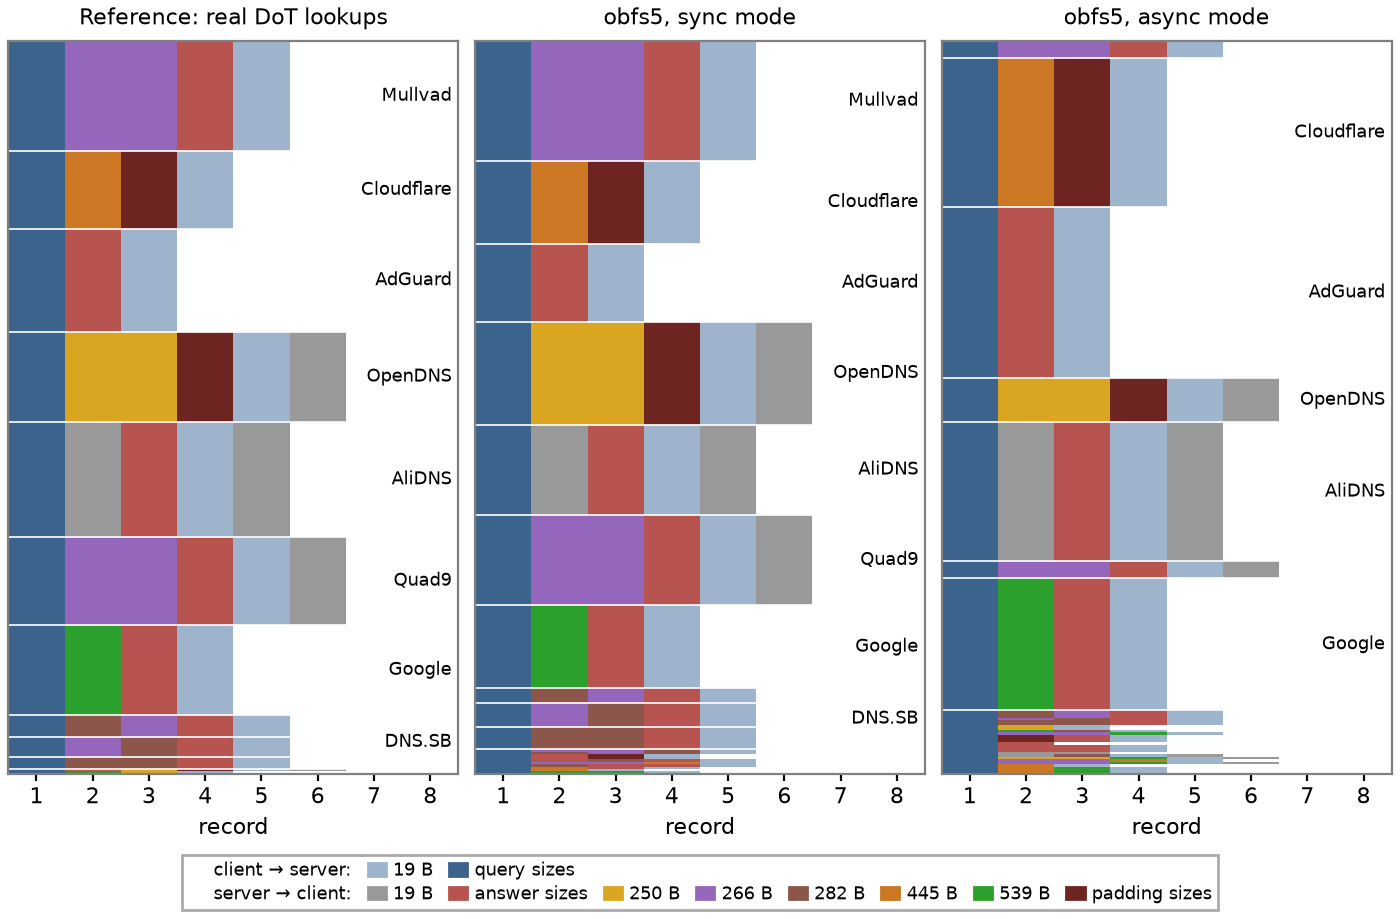 Reference: real DoT lookups
obfs5, sync mode
obfs5, async mode
Mullvad
Cloudflare
AdGuard
OpenDNS
AliDNS
Quad9
Google
DNS.SB
1 2 3 4 5 6 7 8
record
Mullvad
Cloudflare
AdGuard
OpenDNS
AliDNS
Quad9
Google
DNS.SB
1 2 3 4 5 6 7 8
record
Cloudflare
AdGuard
OpenDNS
AliDNS
Google
1 2 3 4 5 6 7 8
record
client → server: 19 B query sizes
server → client: 19 B answer sizes 250 B 266 B 282 B 445 B 539 B padding sizes